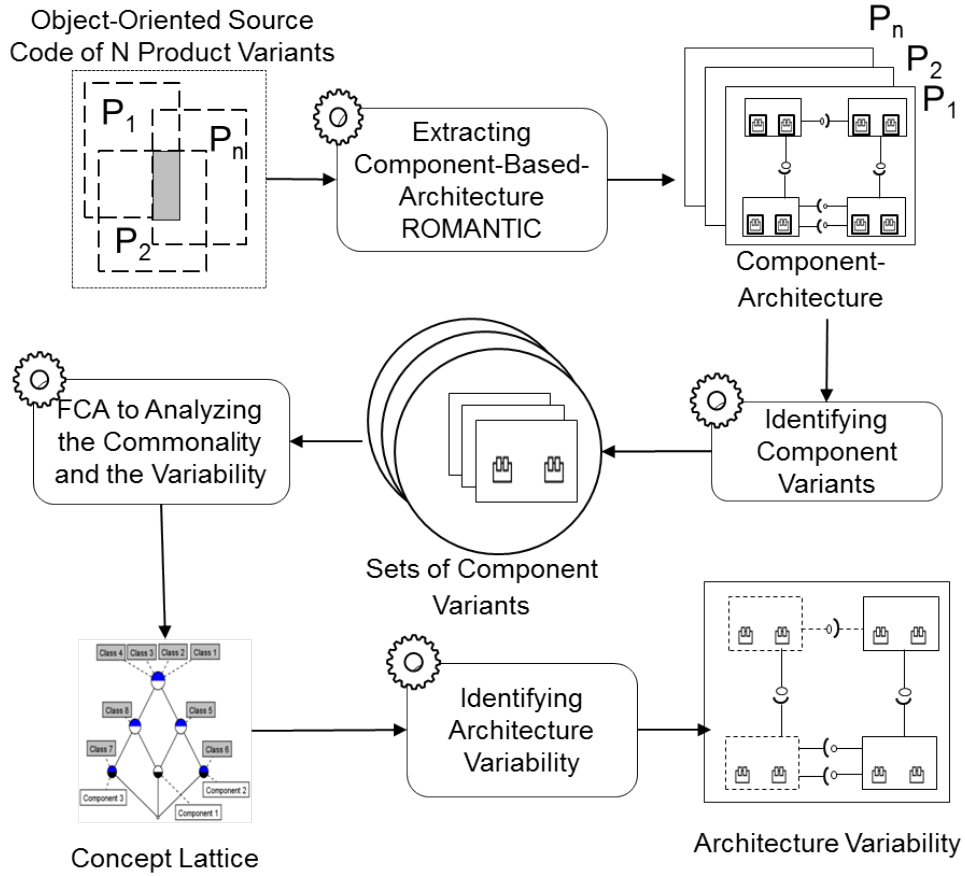 Object-Oriented Source
Code of N Product Variants
P1
Pn
P2
Extracting
Component-Based-
Architecture
ROMANTIC
Pn
P2
P1
Component-
Architecture
FCA to Analyzing
the Commonality
and the Variability
Sets of Component
Variants
Identifying
Component
Variants
Class 4
Class 3
Class 2
Class 1
Class 8
Class 5
Class 7
Class 6
Component 3
Component 2
Component 1
Concept Lattice
Identifying
Architecture
Variability
Architecture Variability